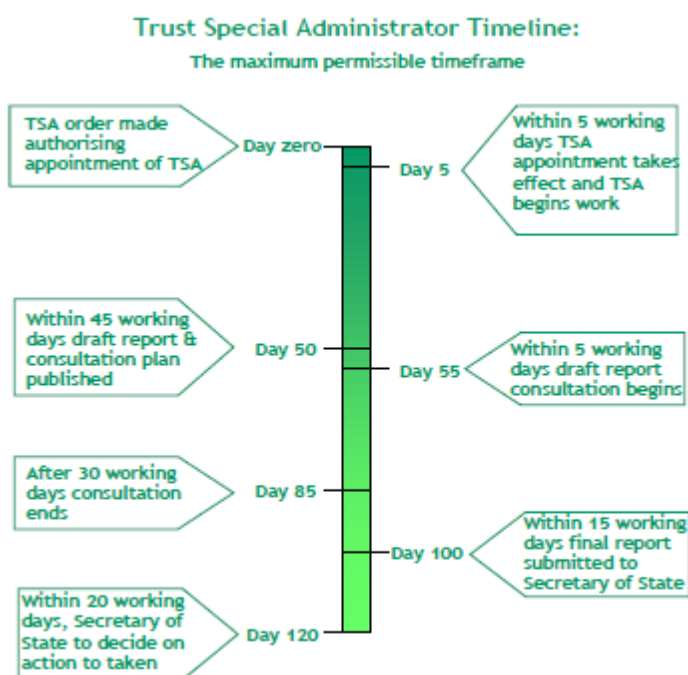 Trust Special Administrator Timeline:
The maximum permissible timeframe
TSA order made
authorising
appointment of TSA
Day zero
Within 5 working
days TSA
appointment takes
effect and TSA
begins work
Day 5
Within 45 working
days draft report &
consultation plan
published
Day 50
Within 5 working
days draft report
consultation begins
Day 55
After 30 working
days consultation
ends
Day 85
Within 15 working
days final report
submitted to
Secretary of State
Day 100
Within 20 working
days, Secretary of
State to decide on
action to taken
Day 120